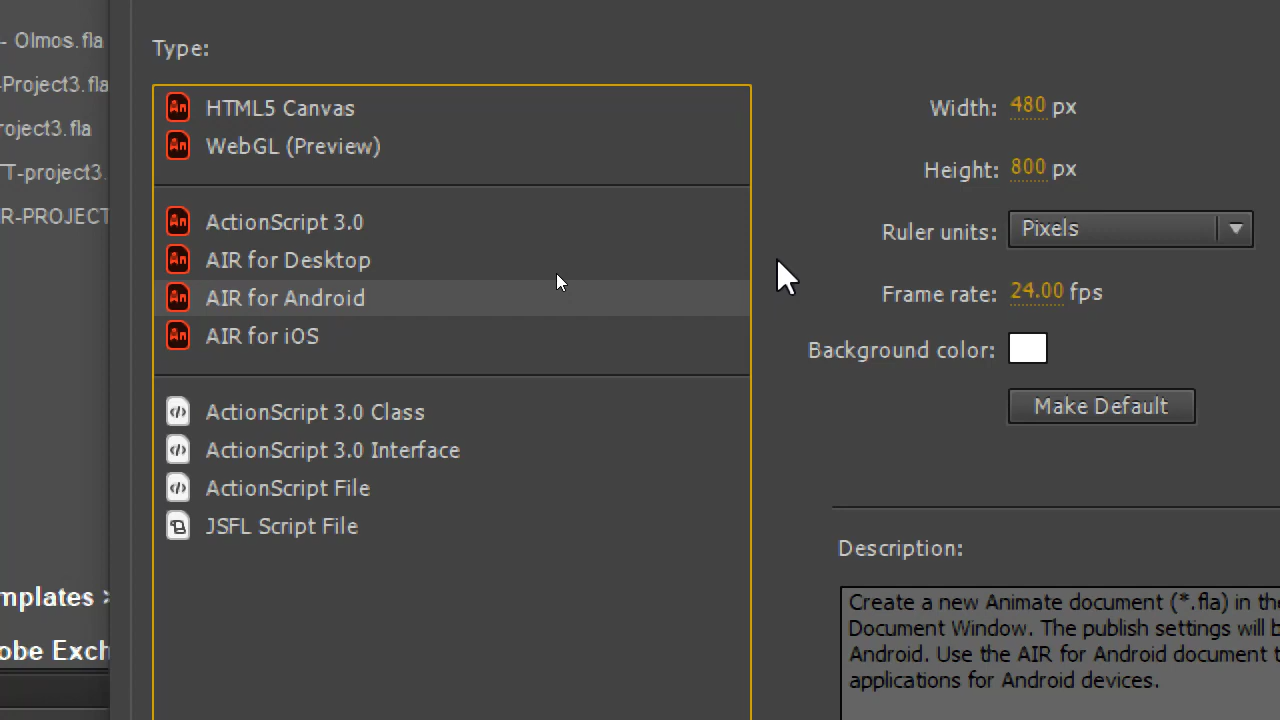 - Olmos.fla
-Project3.fla
roject3.fla
T-project3.
R-PROJECT
mplates >
obe Exch
Type:
HTML5 Canvas
WebGL (Preview)
ActionScript 3.0
AIR for Desktop
AIR for Android
AIR for iOS
ActionScript 3.0 Class
ActionScript 3.0 Interface
ActionScript File
JSFL Script File
Width: 480 px
Height: 800 px
Ruler units: Pixels
Frame rate: 24.00 fps
Background color:
Make Default
Description:
Create a new Animate document (*.fla) in the
Document Window. The publish settings will b
Android. Use the AIR for Android document t
applications for Android devices.